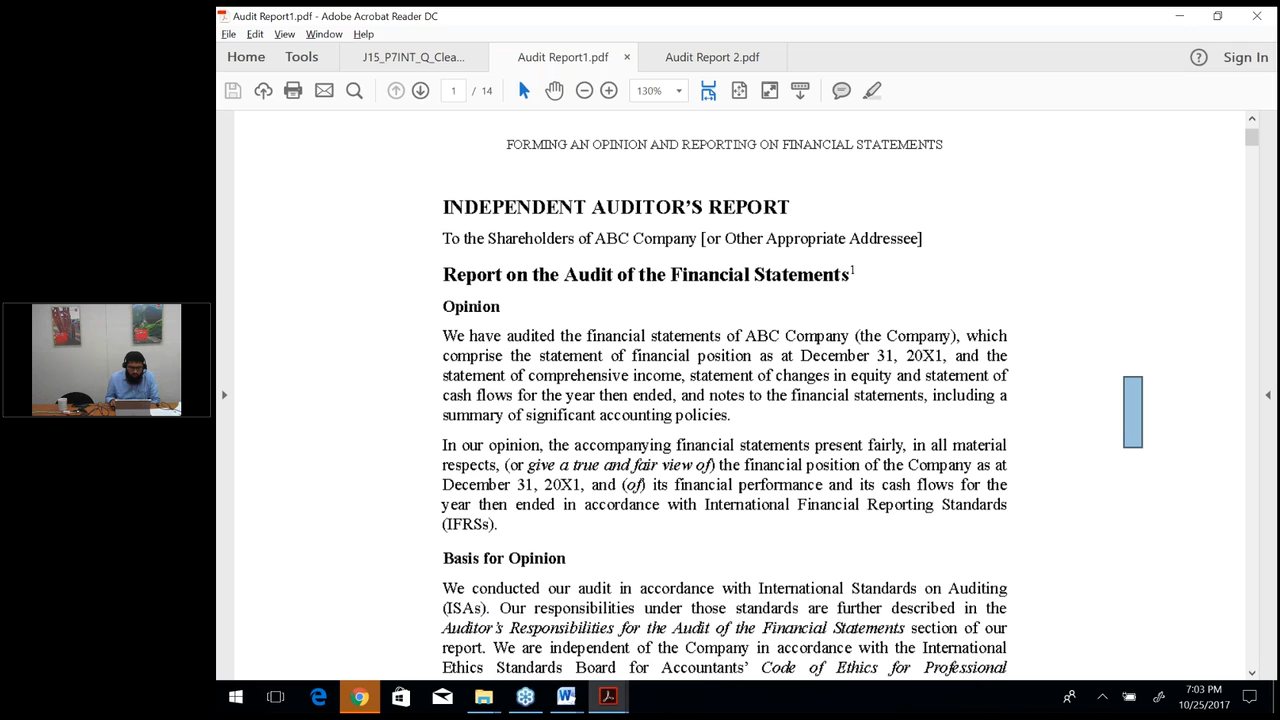 Audit Report1.pdf - Adobe Acrobat Reader DC
File Edit View Window Help
Home Tools J15_P7INT_Q_Clea... Audit Report1.pdf × Audit Report 2.pdf ? Sign In
1 / 14 130%
FORMING AN OPINION AND REPORTING ON FINANCIAL STATEMENTS
INDEPENDENT AUDITOR'S REPORT
To the Shareholders of ABC Company [or Other Appropriate Addressee]
Report on the Audit of the Financial Statements1
Opinion
We have audited the financial statements of ABC Company (the Company), which
comprise the statement of financial position as at December 31, 20X1, and the
statement of comprehensive income, statement of changes in equity and statement of
cash flows for the year then ended, and notes to the financial statements, including a
summary of significant accounting policies.
In our opinion, the accompanying financial statements present fairly, in all material
respects, (or give a true and fair view of) the financial position of the Company as at
December 31, 20X1, and (of) its financial performance and its cash flows for the
year then ended in accordance with International Financial Reporting Standards
(IFRSs).
Basis for Opinion
We conducted our audit in accordance with International Standards on Auditing
(ISAs). Our responsibilities under those standards are further described in the
Auditor's Responsibilities for the Audit of the Financial Statements section of our
report. We are independent of the Company in accordance with the International
Ethics Standards Board for Accountants' Code of Ethics for Professional
7:03 PM
10/25/2017